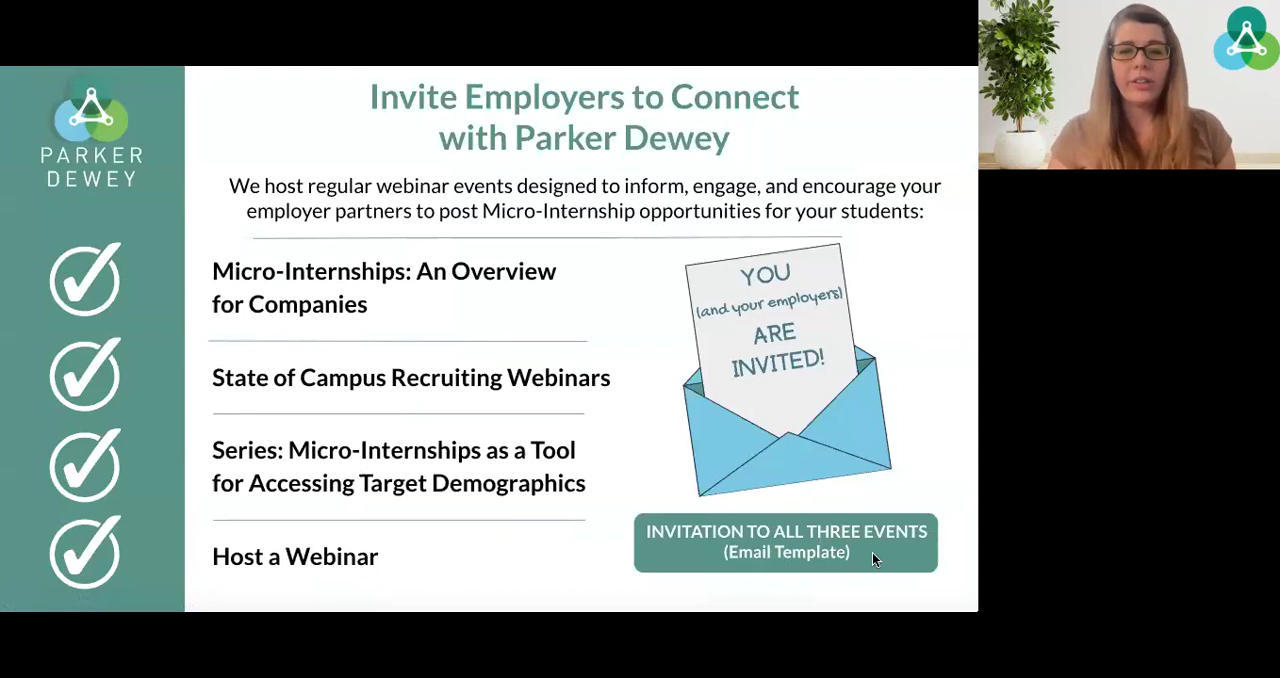 PARKER
DEWEY
Invite Employers to Connect
with Parker Dewey
We host regular webinar events designed to inform, engage, and encourage your
employer partners to post Micro-Internship opportunities for your students:
Micro-Internships: An Overview
for Companies
State of Campus Recruiting Webinars
Series: Micro-Internships as a Tool
for Accessing Target Demographics
Host a Webinar
YOU
(and your employers)
ARE
INVITED!
INVITATION TO ALL THREE EVENTS
(Email Template)